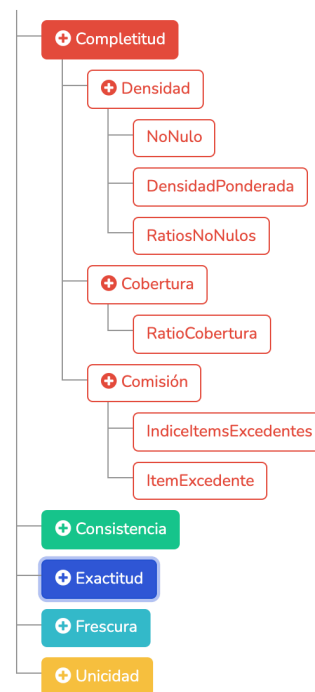 Completitud
Densidad
NoNulo
DensidadPonderada
RatiosNoNulos
Cobertura
RatioCobertura
Comisión
IndiceItemsExcedentes
ItemExcedente
Consistencia
Exactitud
Frescura
Unicidad